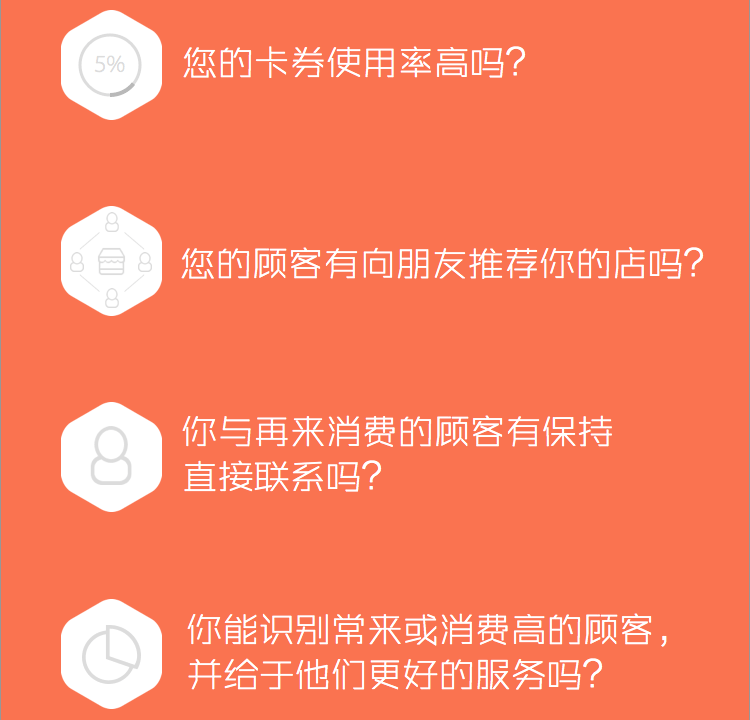 5%
您的卡券使用率高吗?
您的顾客有向朋友推荐你的店吗?
你与再来消费的顾客有保持
直接联系吗?
你能识别常来或消费高的顾客,
并给于他们更好的服务吗?